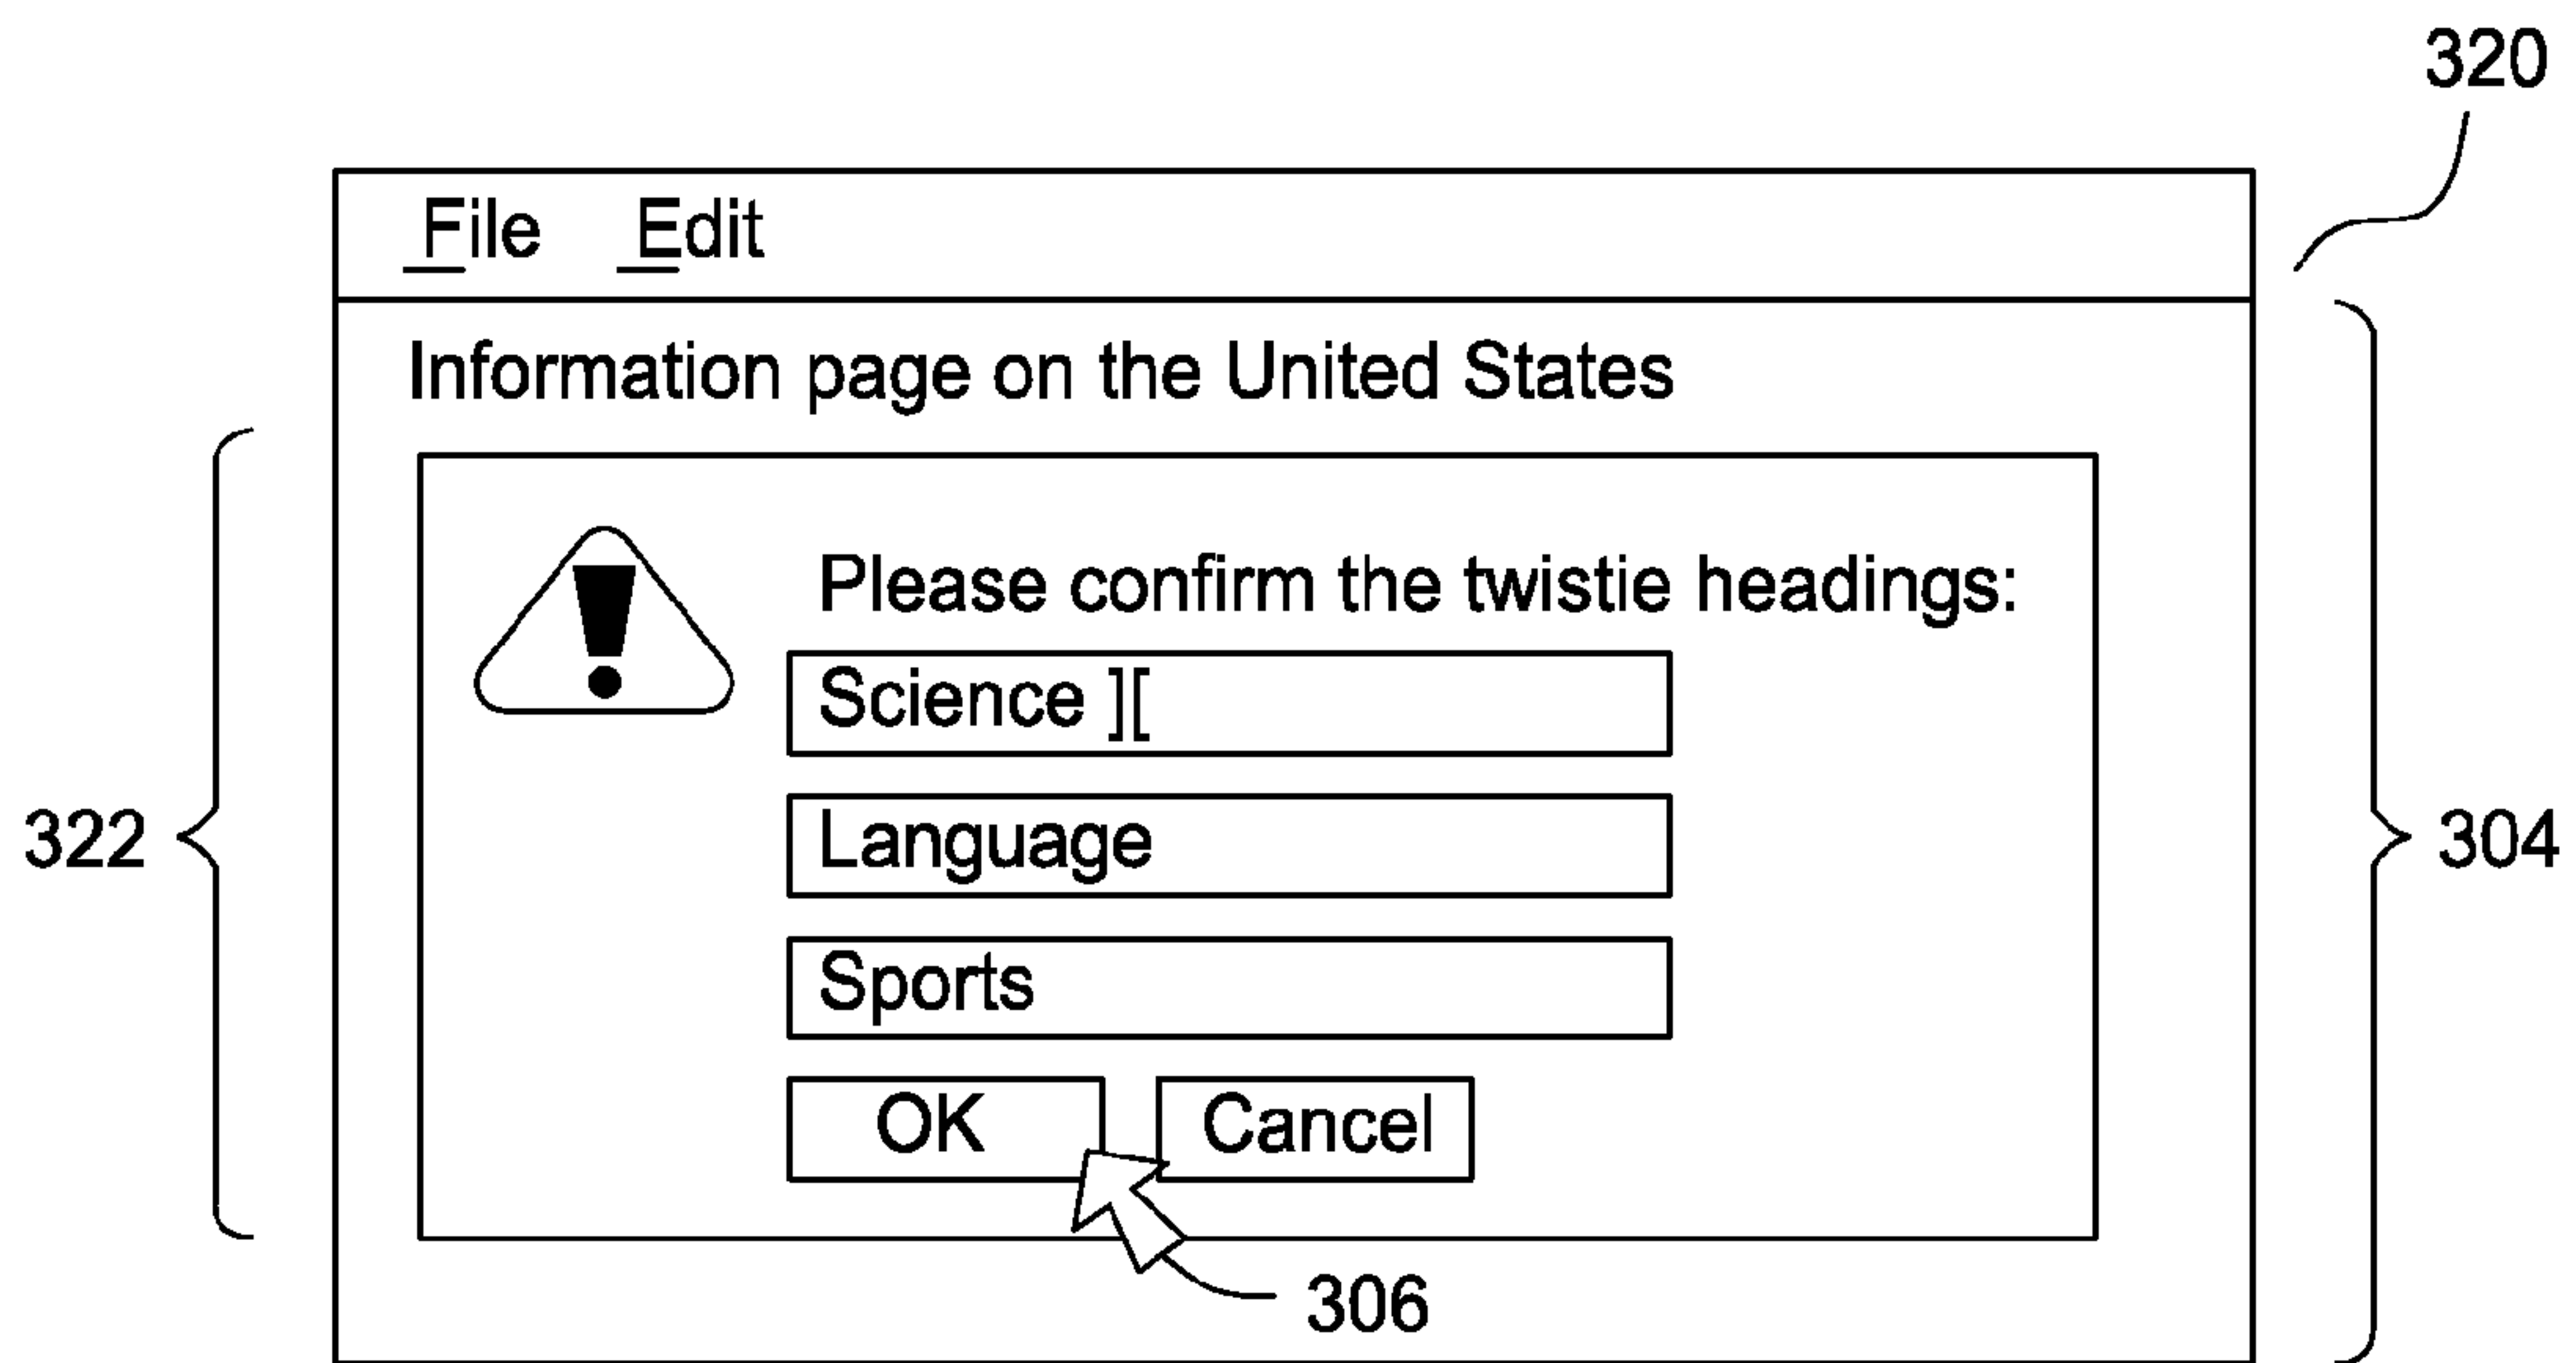 320
File Edit
Information page on the United States
Please confirm the twistie headings:
Science ][
322
Language
304
Sports
OK Cancel
306